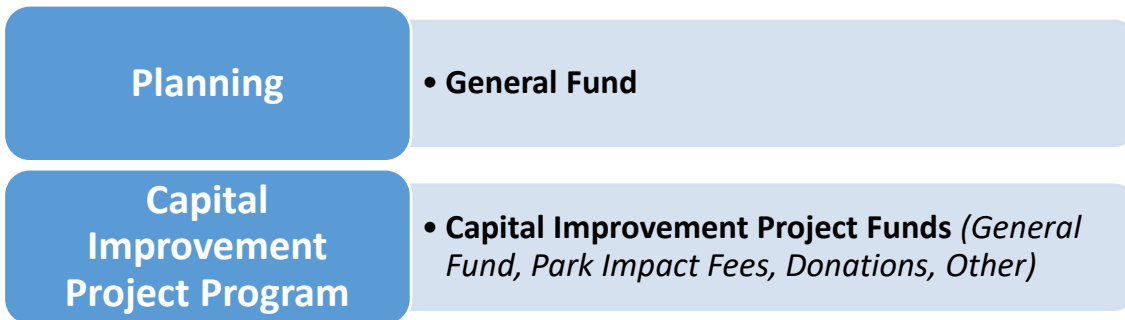 Planning
• General Fund
Capital
Improvement
Project Program
• Capital Improvement Project Funds (General
Fund, Park Impact Fees, Donations, Other)